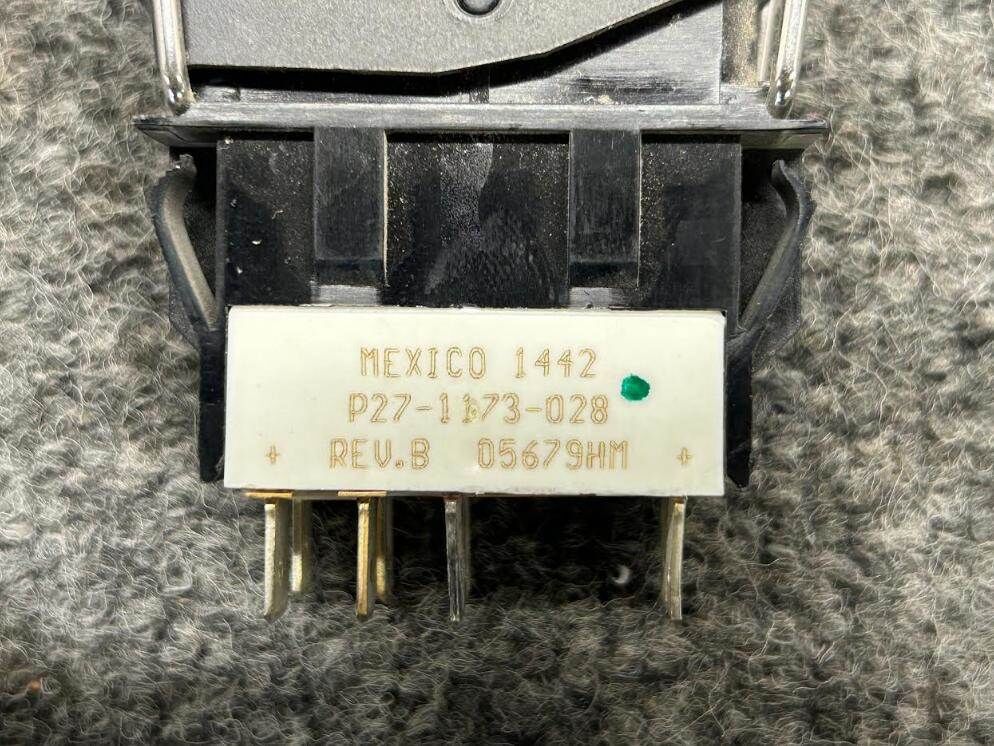 MEXICO 1442
P27-1173-028
+ REV.B 05679HM +